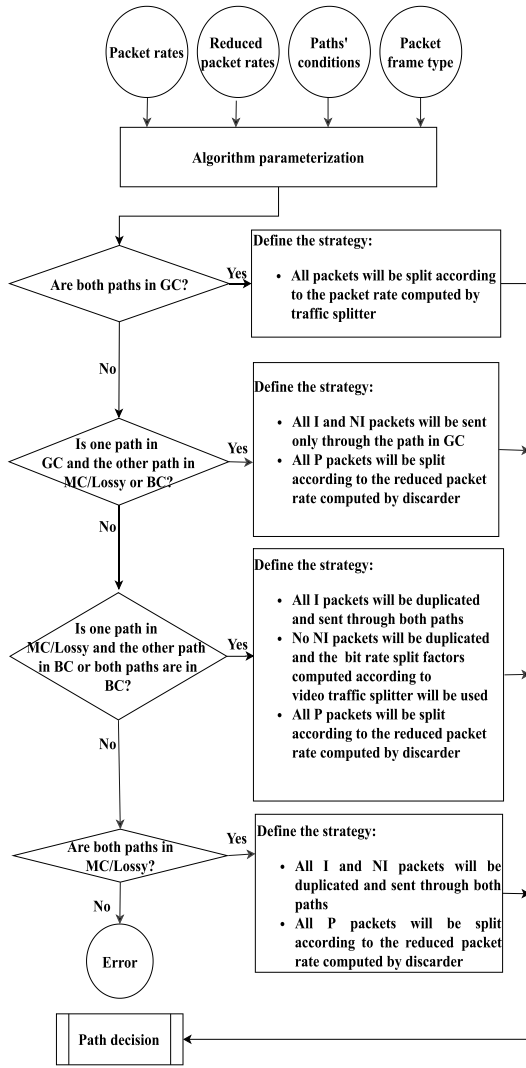 Packet rates
Reduced
packet rates
Paths'
conditions
Packet
frame type
Algorithm parameterization
Are both paths in GC?
Yes
Define the strategy:
• All packets will be split according
to the packet rate computed by
traffic splitter
No
Is one path in
GC and the other path in
MC/Lossy or BC?
Yes
Define the strategy:
• All I and NI packets will be sent
only through the path in GC
• All P packets will be split
according to the reduced packet
rate computed by discarder
No
Is one path in
MC/Lossy and the other path
in BC or both paths are in
BC?
Yes
Define the strategy:
• All I packets will be duplicated
and sent through both paths
• No NI packets will be duplicated
and the bit rate split factors
computed according to
video traffic splitter will be used
• All P packets will be split
according to the reduced packet
rate computed by discarder
No
Are both paths in
MC/Lossy?
Yes
Define the strategy:
• All I and NI packets will be
duplicated and sent through both
paths
• All P packets will be split
according to the reduced packet
rate computed by discarder
No
Error
Path decision